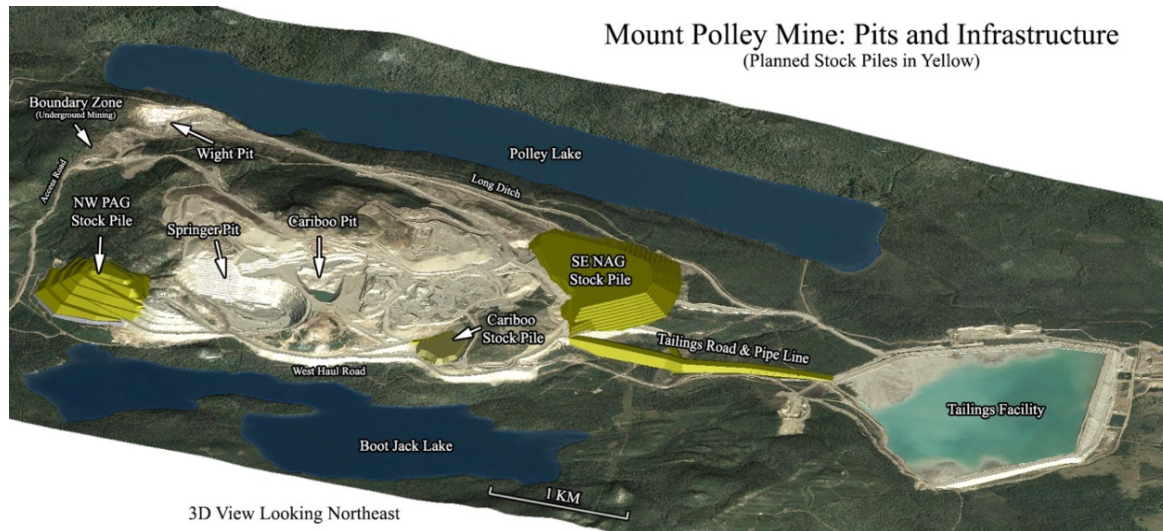 Mount Polley Mine: Pits and Infrastructure
(Planned Stock Piles in Yellow)
Boundary Zone
(Underground Mining)
Wight Pit
Polley Lake
Access Road
Long Ditch
NW PAG
Stock Pile
Springer Pit
Cariboo Pit
SE NAG
Stock Pile
Cariboo
Stock Pile
Tailings Road & Pipe Line
West Haul Road
Tailings Facility
Boot Jack Lake
1 KM
3D View Looking Northeast